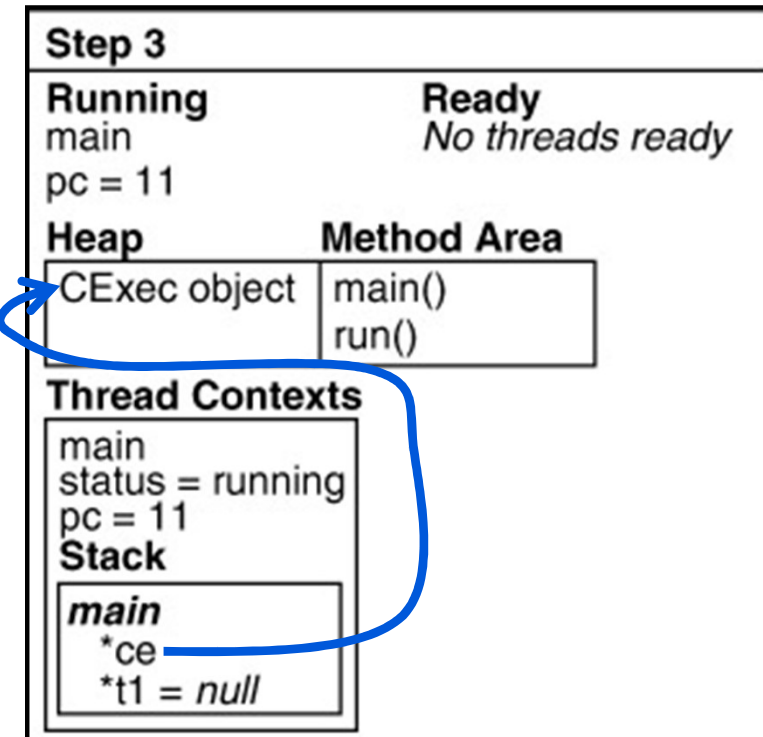 Step 3
Running
main
pc = 11
Ready
No threads ready
Heap
Method Area
CExec object
main()
run()
Thread Contexts
main
status = running
pc = 11
Stack
main
*ce
*t1 = null